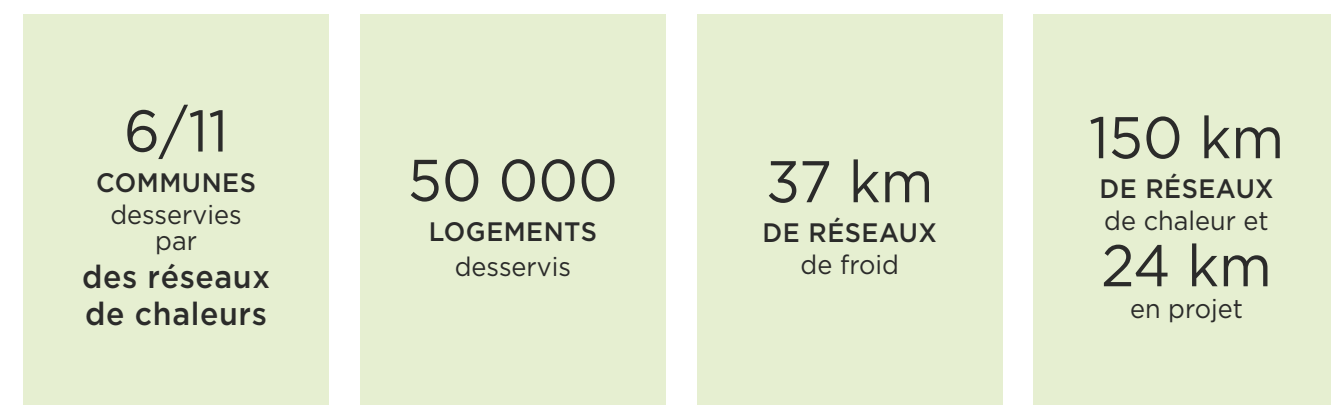 6/11
COMMUNES
desservies
par
des réseaux
de chaleurs
50 000
LOGEMENTS
desservis
37 km
DE RÉSEAUX
de froid
150 km
DE RÉSEAUX
de chaleur et
24 km
en projet